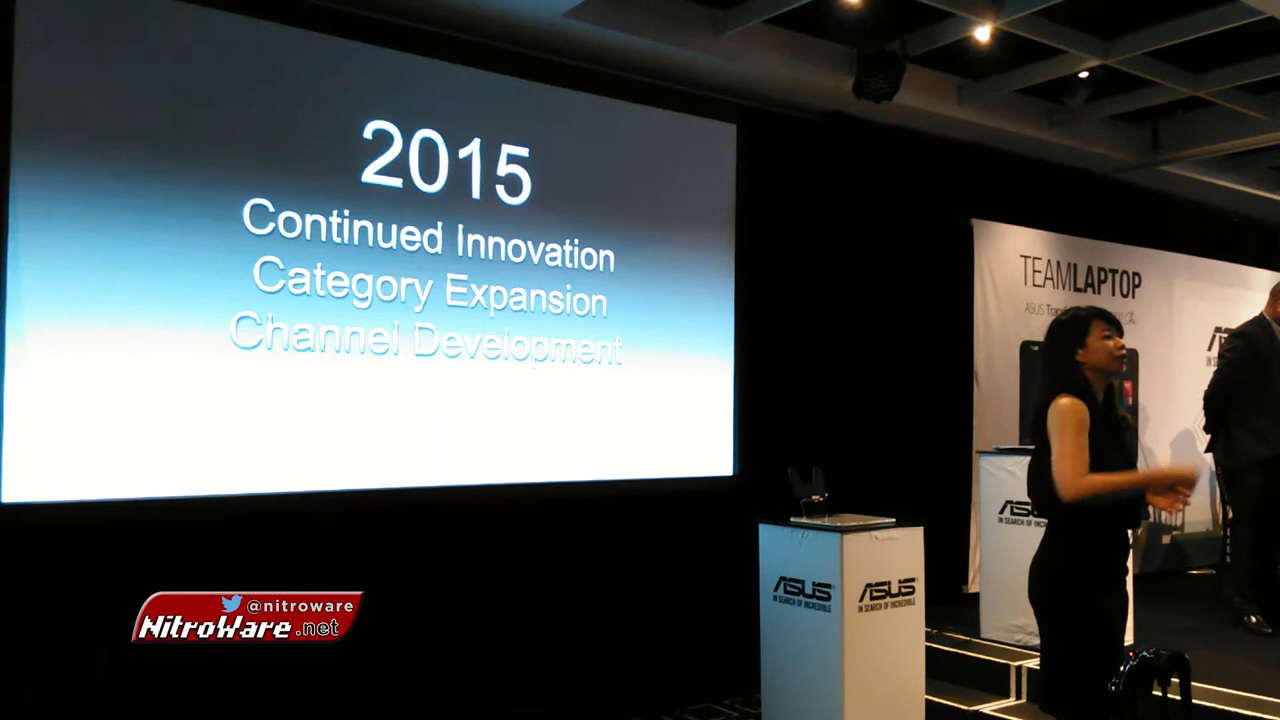 2015
Continued Innovation
Category Expansion
Channel Development
TEAMLAPTOP
ASUS
ASUS
IN SEARCH OF INCREDIBLE
ASUS
IN SEARCH OF INCREDIBLE
@nitroware
NitroWare.net